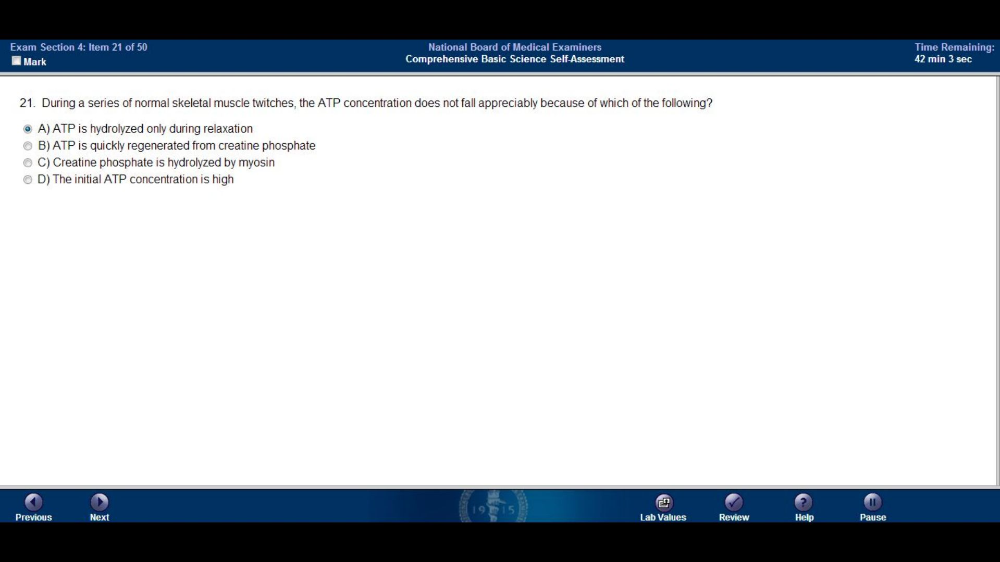 Exam Section 4: Item 21 of 50
Mark
National Board of Medical Examiners
Comprehensive Basic Science Self-Assessment
Time Remaining:
42 min 3 sec
21. During a series of normal skeletal muscle twitches, the ATP concentration does not fall appreciably because of which of the following?
A) ATP is hydrolyzed only during relaxation
B) ATP is quickly regenerated from creatine phosphate
C) Creatine phosphate is hydrolyzed by myosin
D) The initial ATP concentration is high
1915
Previous
Next
Lab Values
Review
Help
Pause